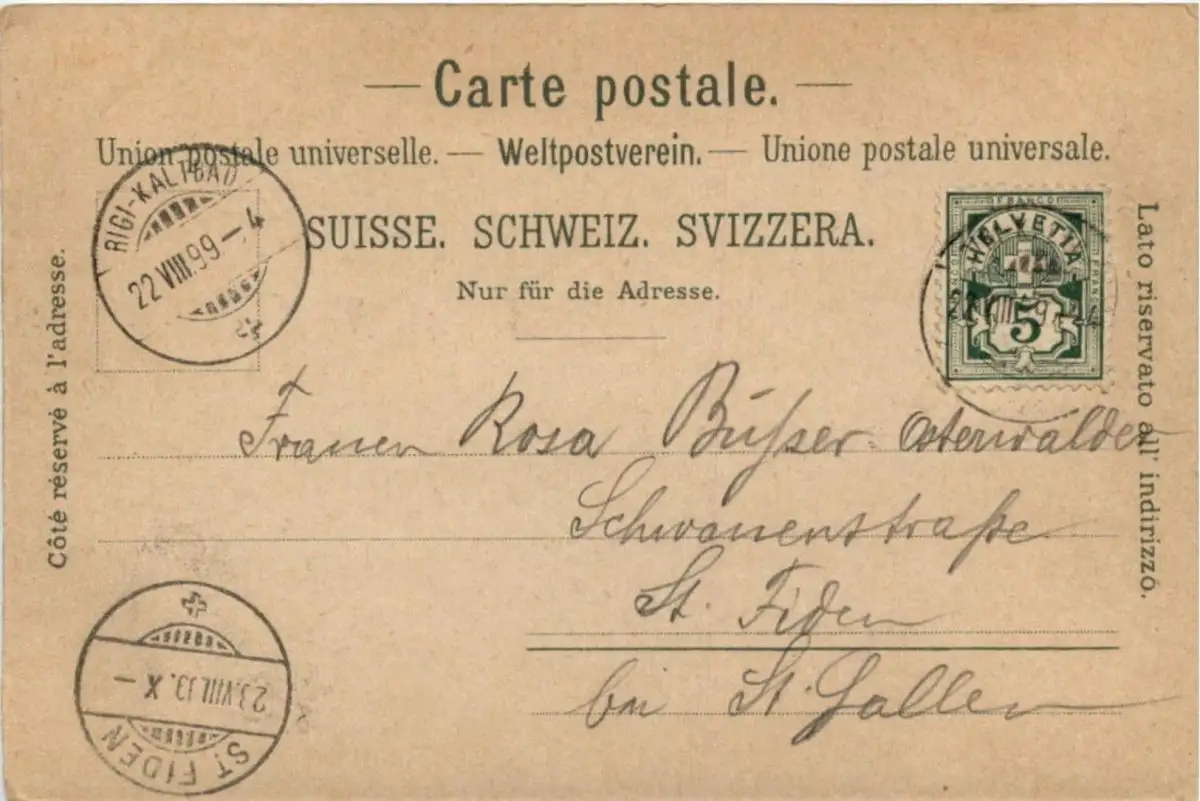 Carte postale.
Union postale universelle. — Weltpostverein. — Unione postale universale.
SUISSE. SCHWEIZ. SVIZZERA.
Nur für die Adresse.
Côté réservé à l'adresse.
Lato riservato all' indirizzo.
RIGI-KALTBAD
22 VIII.99 – 4
FRANCO
HELVETIA
5
Frauen Rosa Bußer-Osterwalder
Schwanenstraße
St. Fiden
bei St. Gallen
23.VIII. X –
ST. FIDEN